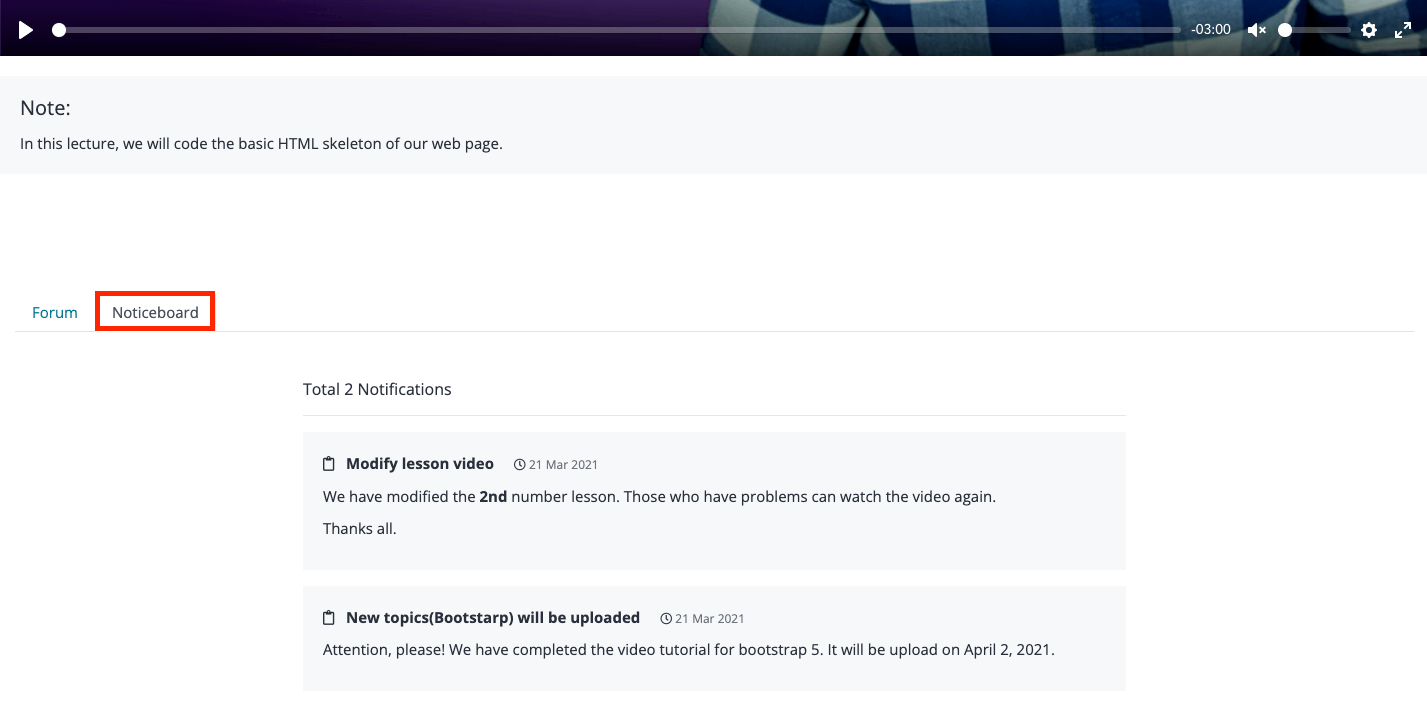 -03:00
Note:
In this lecture, we will code the basic HTML skeleton of our web page.
Forum
Noticeboard
Total 2 Notifications
Modify lesson video 21 Mar 2021
We have modified the 2nd number lesson. Those who have problems can watch the video again.
Thanks all.
New topics(Bootstarp) will be uploaded 21 Mar 2021
Attention, please! We have completed the video tutorial for bootstrap 5. It will be upload on April 2, 2021.